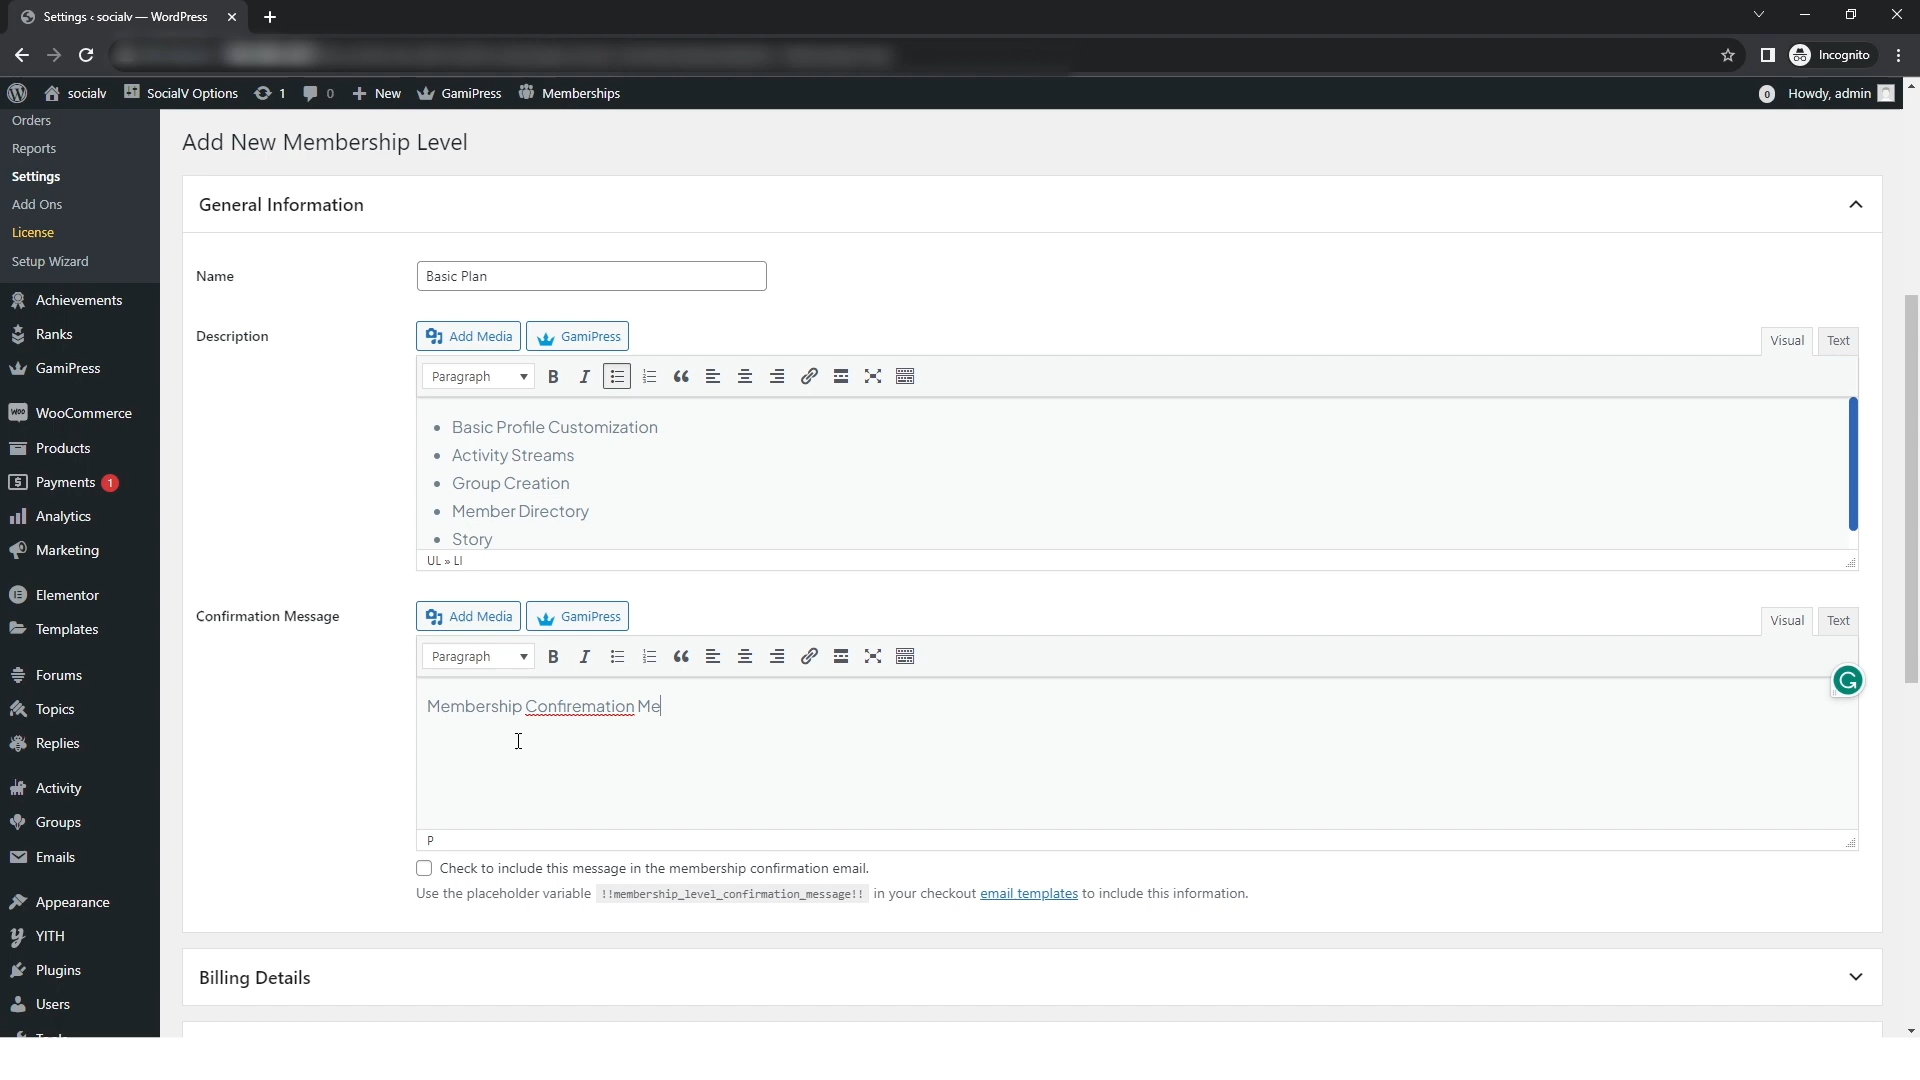 Settings ‹ socialv — WordPress
Incognito
socialv
SocialV Options
1
0
New
GamiPress
Memberships
0
Howdy, admin
Orders
Reports
Settings
Add Ons
License
Setup Wizard
Achievements
Ranks
GamiPress
WooCommerce
Products
Payments 1
Analytics
Marketing
Elementor
Templates
Forums
Topics
Replies
Activity
Groups
Emails
Appearance
YITH
Plugins
Users
Add New Membership Level
General Information
Name
Basic Plan
Description
Add Media
GamiPress
Visual
Text
Paragraph
B
I
Basic Profile Customization
Activity Streams
Group Creation
Member Directory
Story
UL » LI
Confirmation Message
Add Media
GamiPress
Visual
Text
Paragraph
B
I
Membership Confiremation Me
P
Check to include this message in the membership confirmation email.
Use the placeholder variable !!membership_level_confirmation_message!! in your checkout email templates to include this information.
Billing Details